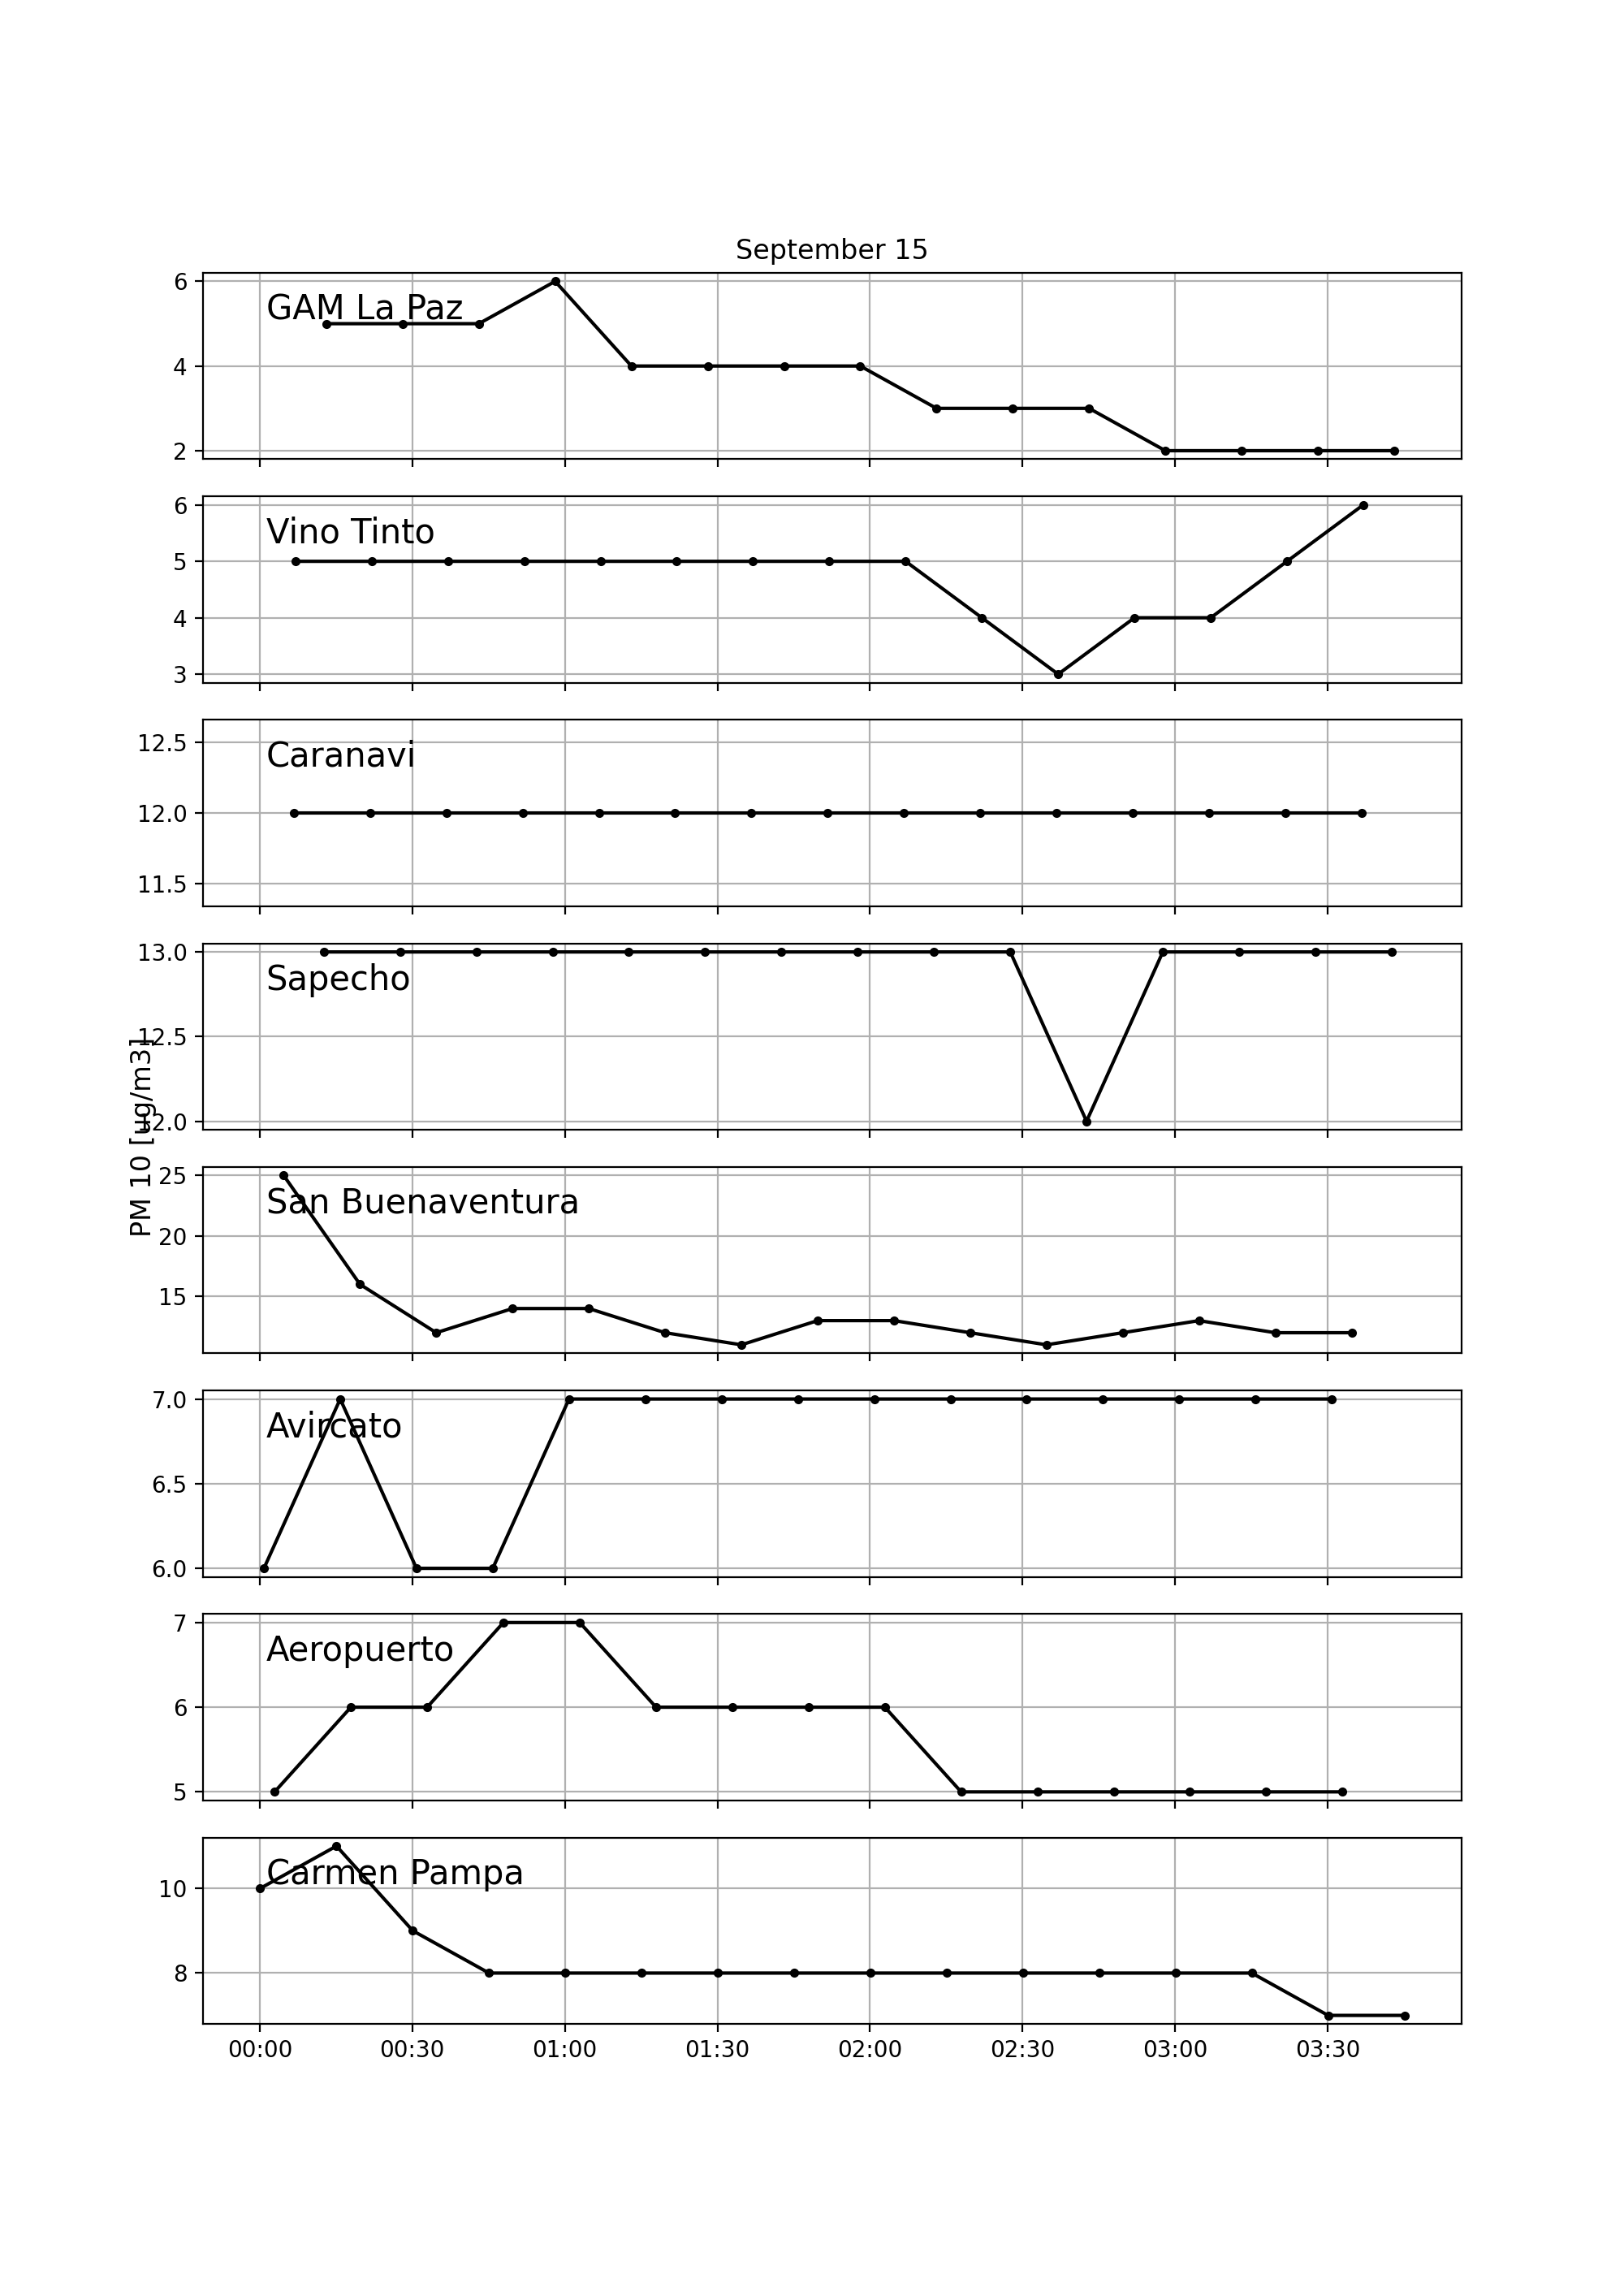 September 15
6
GAM La Paz
4
2
6
Vino Tinto
5
4
3
12.5
Caranavi
12.0
11.5
13.0
Sapecho
12.5
12.0
PM 10 [ug/m3]
25
San Buenaventura
20
15
7.0
Avircato
6.5
6.0
7
Aeropuerto
6
5
Carmen Pampa
10
8
00:00 00:30 01:00 01:30 02:00 02:30 03:00 03:30